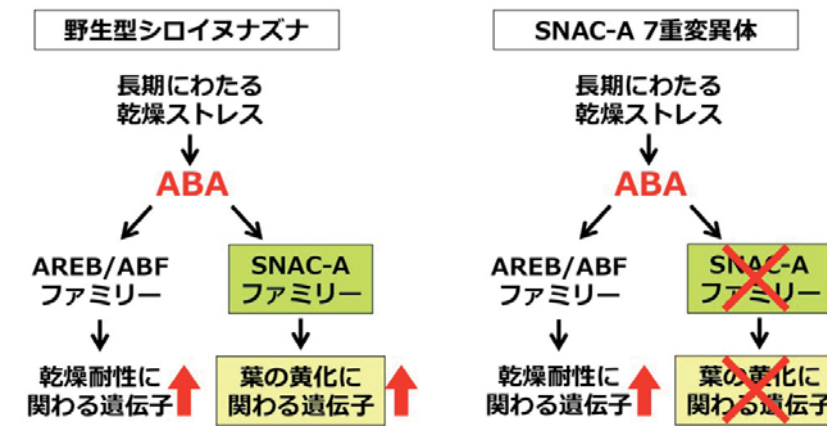 野生型シロイヌナズナ
長期にわたる
乾燥ストレス
ABA
AREB/ABF
ファミリー
SNAC-A
ファミリー
乾燥耐性に
関わる遺伝子
葉の黄化に
関わる遺伝子
SNAC-A 7重変異体
長期にわたる
乾燥ストレス
ABA
AREB/ABF
ファミリー
SNAC-A
ファミリー
乾燥耐性に
関わる遺伝子
葉の黄化に
関わる遺伝子